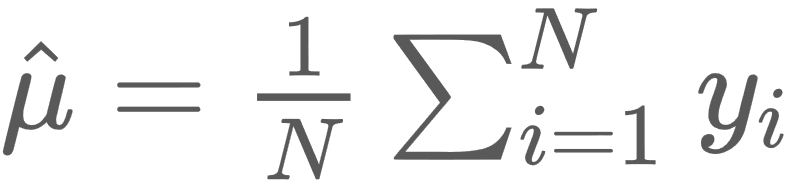 μ̂ = 1/N ∑_{i=1}^{N} y_i